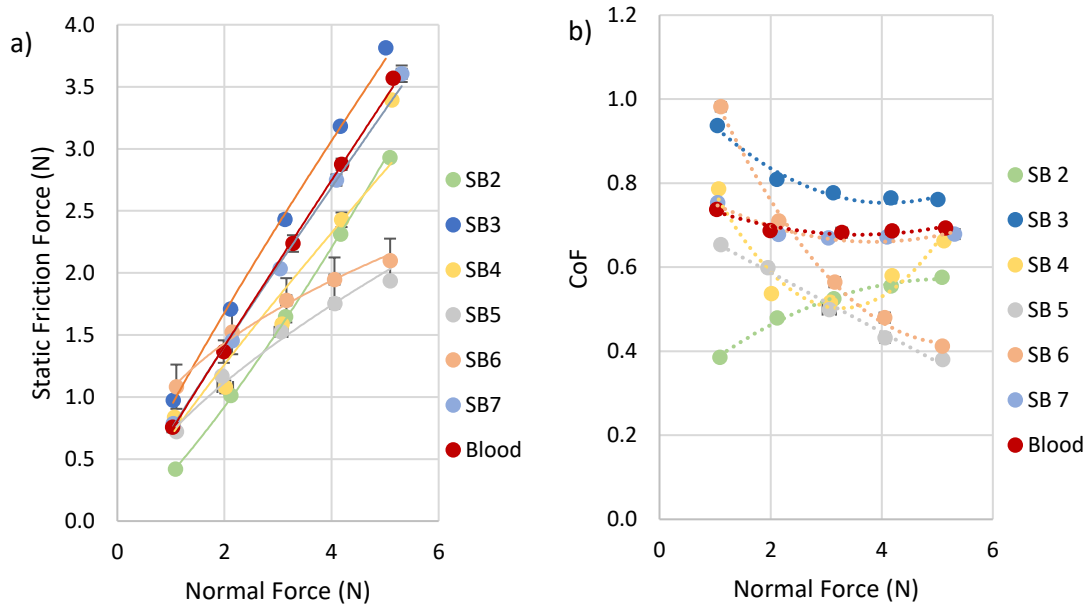 a)
Static Friction Force (N)
4.0
3.5
3.0
2.5
2.0
1.5
1.0
0.5
0.0
0 2 4 6
Normal Force (N)
SB2
SB3
SB4
SB5
SB6
SB7
Blood
b)
CoF
1.2
1.0
0.8
0.6
0.4
0.2
0.0
0 2 4 6
Normal Force (N)
SB 2
SB 3
SB 4
SB 5
SB 6
SB 7
Blood